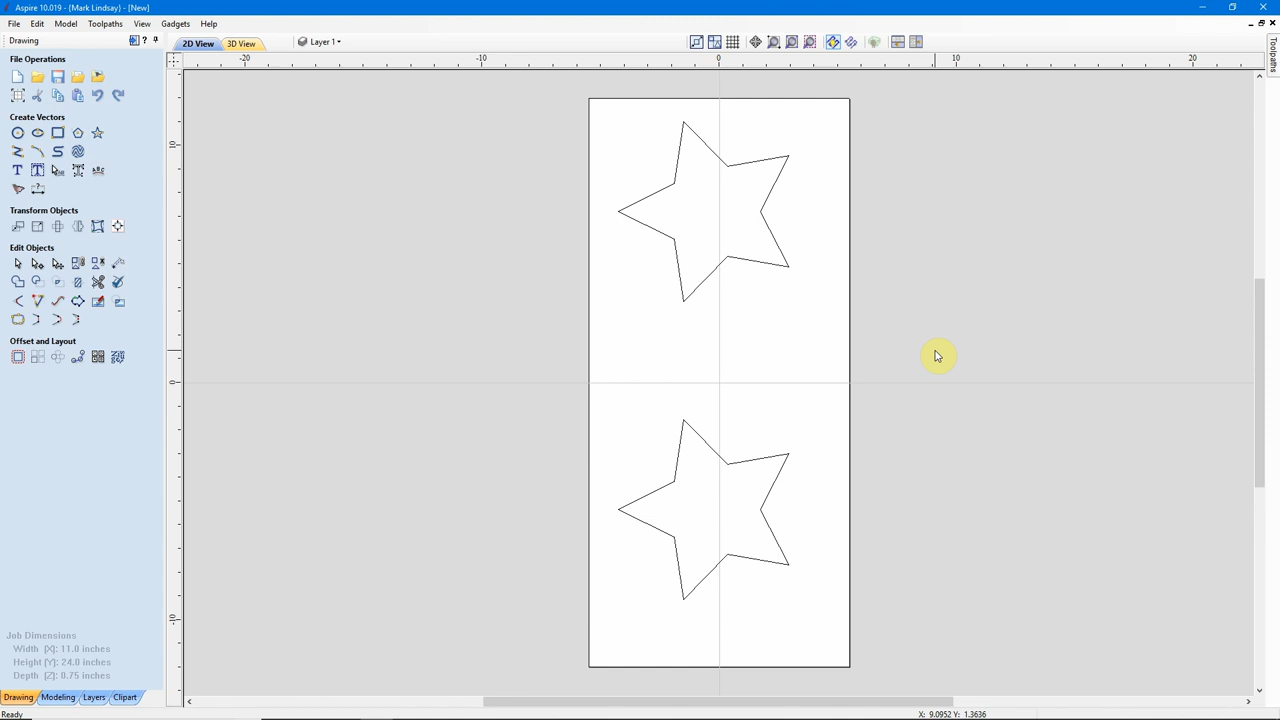 Aspire 10.019 - {Mark Lindsay} - [New]
File Edit Model Toolpaths View Gadgets Help
Drawing
2D View 3D View Layer 1
Toolpaths
File Operations
Create Vectors
Transform Objects
Edit Objects
Offset and Layout
-20 -10 0 10 20
10
0
-10
Job Dimensions
Width (X): 11.0 inches
Height (Y): 24.0 inches
Depth (Z): 0.75 inches
Drawing Modeling Layers Clipart
Ready
X: 9.0952 Y: 1.3636